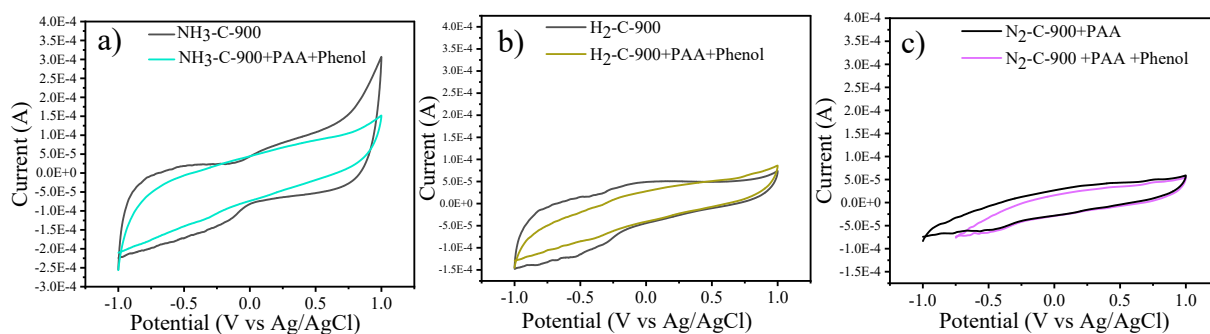 a)
NH3-C-900
NH3-C-900+PAA+Phenol
4.0E-4
3.5E-4
3.0E-4
2.5E-4
2.0E-4
1.5E-4
1.0E-4
5.0E-5
0.0E+0
-5.0E-5
-1.0E-4
-1.5E-4
-2.0E-4
-2.5E-4
-3.0E-4
Current (A)
-1.0 -0.5 0.0 0.5 1.0
Potential (V vs Ag/AgCl)
b)
H2-C-900
H2-C-900+PAA+Phenol
4.0E-4
3.5E-4
3.0E-4
2.5E-4
2.0E-4
1.5E-4
1.0E-4
5.0E-5
0.0E+0
-5.0E-5
-1.0E-4
-1.5E-4
Current (A)
-1.0 -0.5 0.0 0.5 1.0
Potential (V vs Ag/AgCl)
c)
N2-C-900+PAA
N2-C-900 +PAA +Phenol
4.0E-4
3.5E-4
3.0E-4
2.5E-4
2.0E-4
1.5E-4
1.0E-4
5.0E-5
0.0E+0
-5.0E-5
-1.0E-4
-1.5E-4
Current (A)
-1.0 -0.5 0.0 0.5 1.0
Potential (V vs Ag/AgCl)